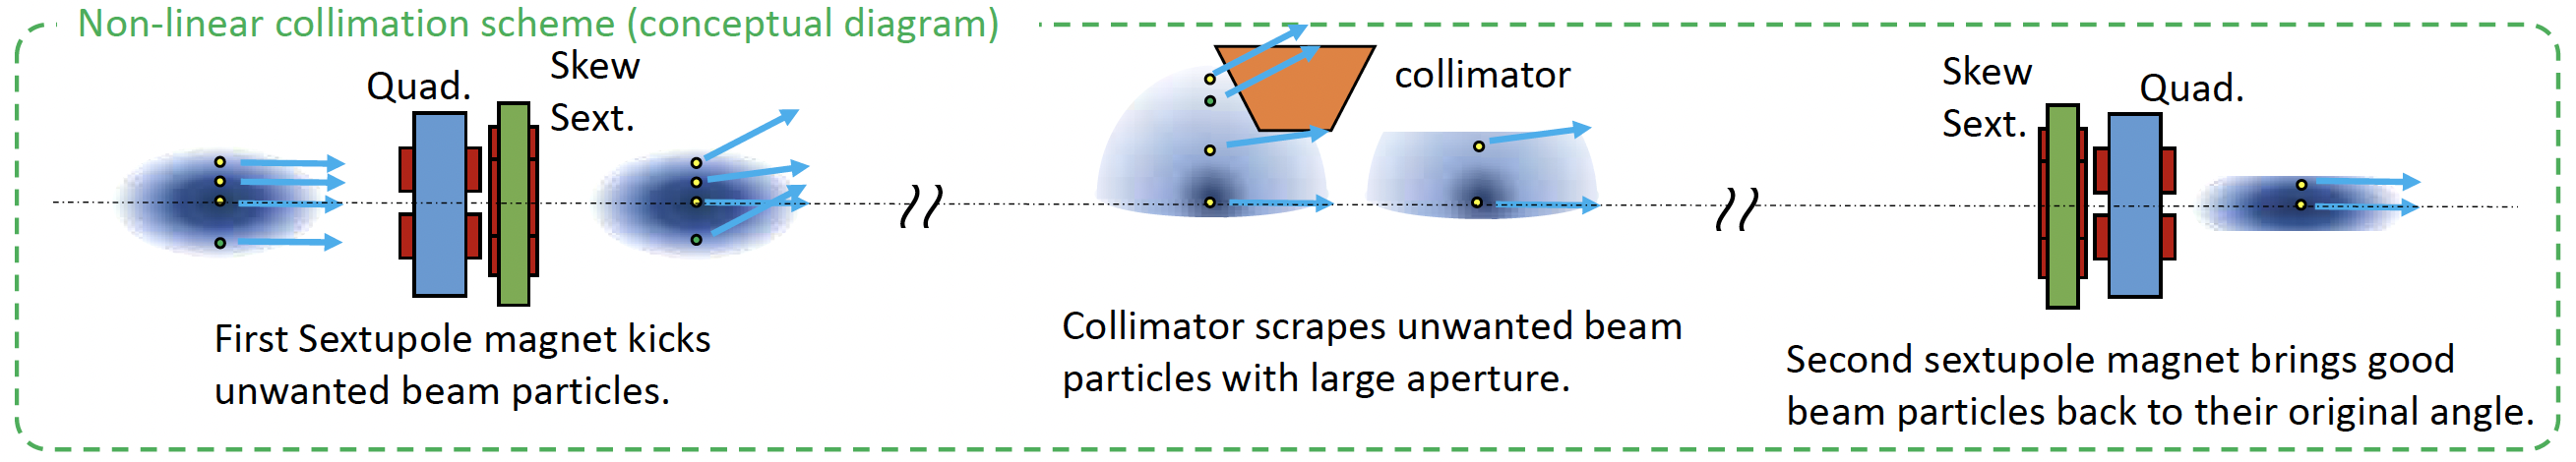 Non-linear collimation scheme (conceptual diagram)
Quad.
Skew
Sext.
First Sextupole magnet kicks
unwanted beam particles.
collimator
Collimator scrapes unwanted beam
particles with large aperture.
Skew
Sext.
Quad.
Second sextupole magnet brings good
beam particles back to their original angle.